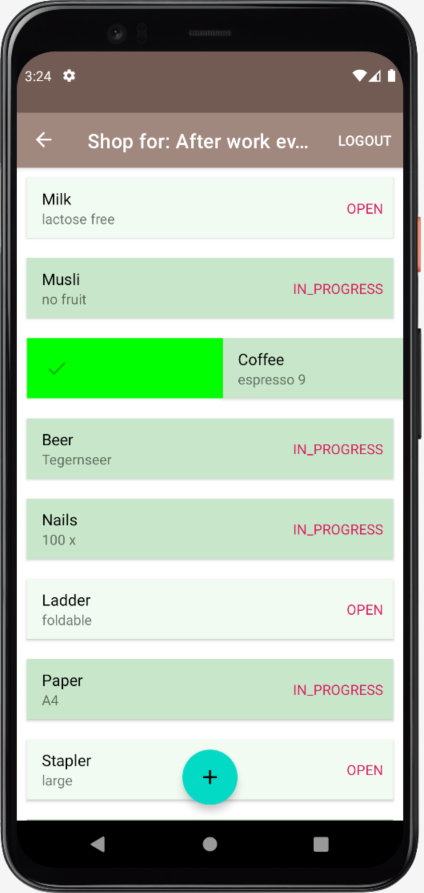 3:24
Shop for: After work ev...
LOGOUT
Milk
lactose free
OPEN
Musli
no fruit
IN_PROGRESS
Coffee
espresso 9
Beer
Tegernseer
IN_PROGRESS
Nails
100 x
IN_PROGRESS
Ladder
foldable
OPEN
Paper
A4
IN_PROGRESS
Stapler
large
OPEN
+